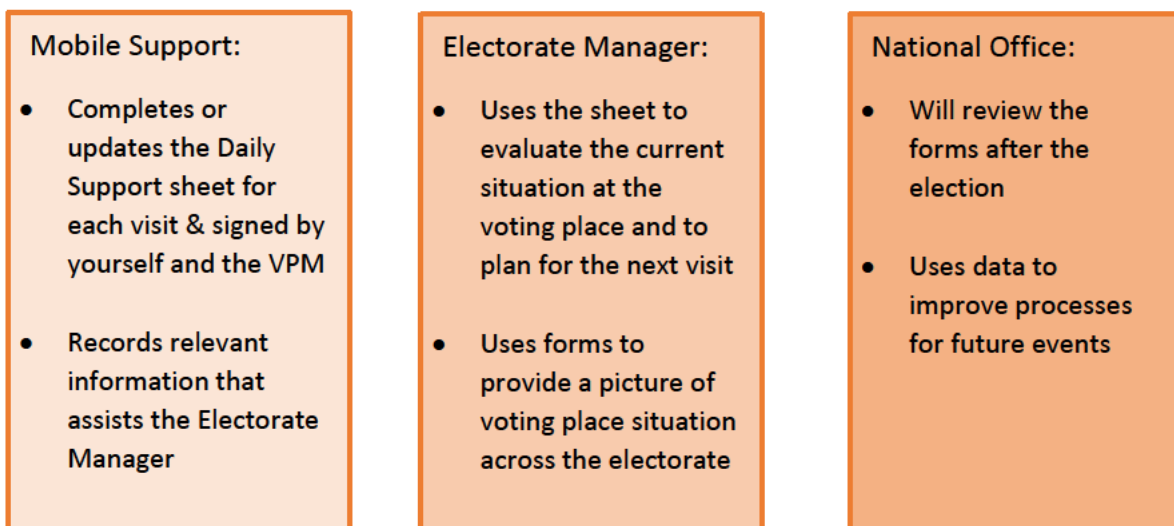 Mobile Support:
• Completes or
updates the Daily
Support sheet for
each visit & signed by
yourself and the VPM
• Records relevant
information that
assists the Electorate
Manager
Electorate Manager:
• Uses the sheet to
evaluate the current
situation at the
voting place and to
plan for the next visit
• Uses forms to
provide a picture of
voting place situation
across the electorate
National Office:
• Will review the
forms after the
election
• Uses data to
improve processes
for future events